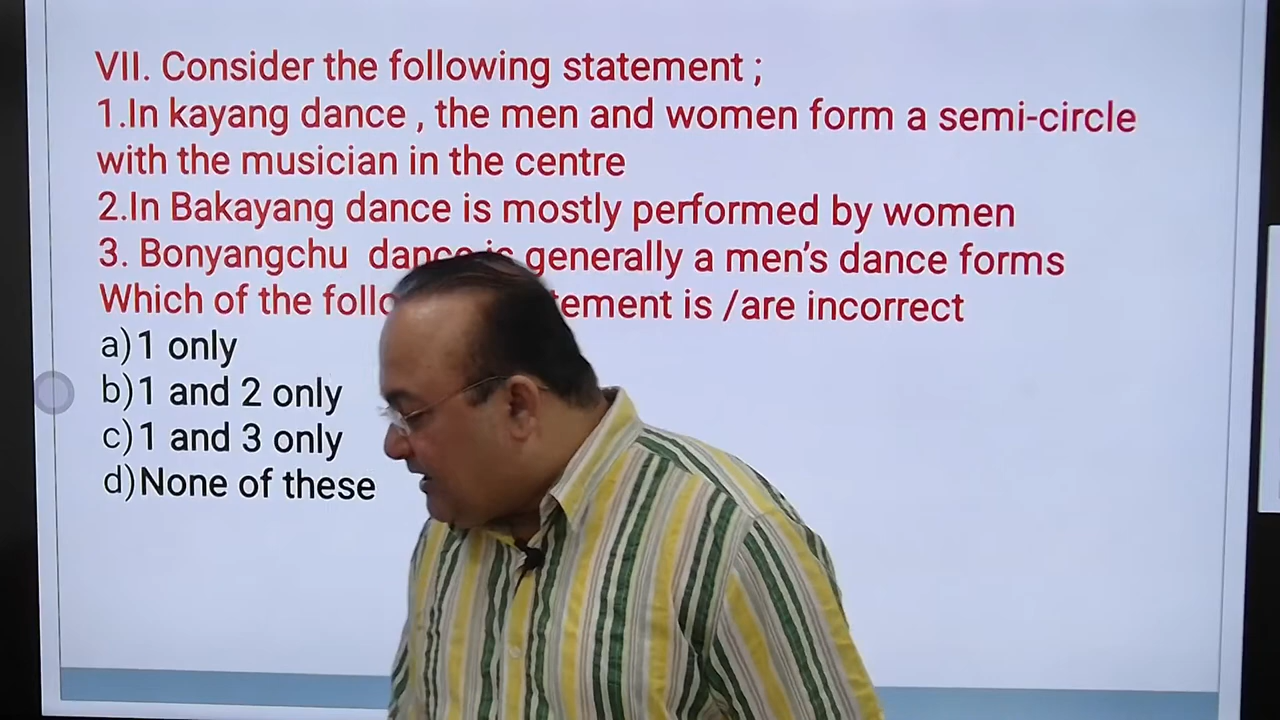 VII. Consider the following statement ;
1.In kayang dance , the men and women form a semi-circle
with the musician in the centre
2.In Bakayang dance is mostly performed by women
3. Bonyangchu dance is generally a men's dance forms
Which of the tement is /are incorrect
a)1 only
b)1 and 2 only
c)1 and 3 only
d)None of these